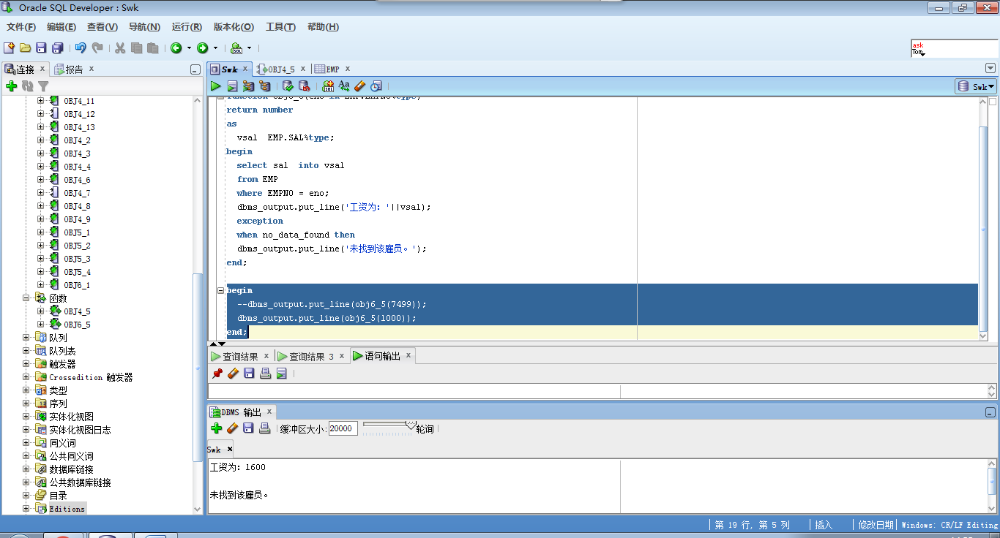 Oracle SQL Developer : Swk
文件(F) 编辑(E) 查看(V) 导航(N) 运行(R) 版本化(O) 工具(T) 帮助(H)
ask
Tom
连接 x 报告 x
Swk x OBJ4_5 x EMP x
Swk
OBJ4_11
OBJ4_12
OBJ4_13
OBJ4_2
OBJ4_3
OBJ4_4
OBJ4_6
OBJ4_7
OBJ4_8
OBJ4_9
OBJ5_1
OBJ5_2
OBJ5_3
OBJ5_4
OBJ6_1
函数
OBJ4_5
OBJ6_5
队列
队列表
触发器
Crossedition 触发器
类型
序列
实体化视图
实体化视图日志
同义词
公共同义词
数据库链接
公共数据库链接
目录
Editions
return number
as
vsal EMP.SAL%type;
begin
select sal into vsal
from EMP
where EMPNO = eno;
dbms_output.put_line('工资为: '||vsal);
exception
when no_data_found then
dbms_output.put_line('未找到该雇员。');
end;
begin
--dbms_output.put_line(obj6_5(7499));
dbms_output.put_line(obj6_5(1000));
end;
查询结果 x 查询结果 3 x 语句输出 x
DBMS 输出 x
缓冲区大小: 20000 轮询
Swk x
工资为: 1600
未找到该雇员。
第 19 行, 第 5 列 插入 修改日期 Windows: CR/LF Editing